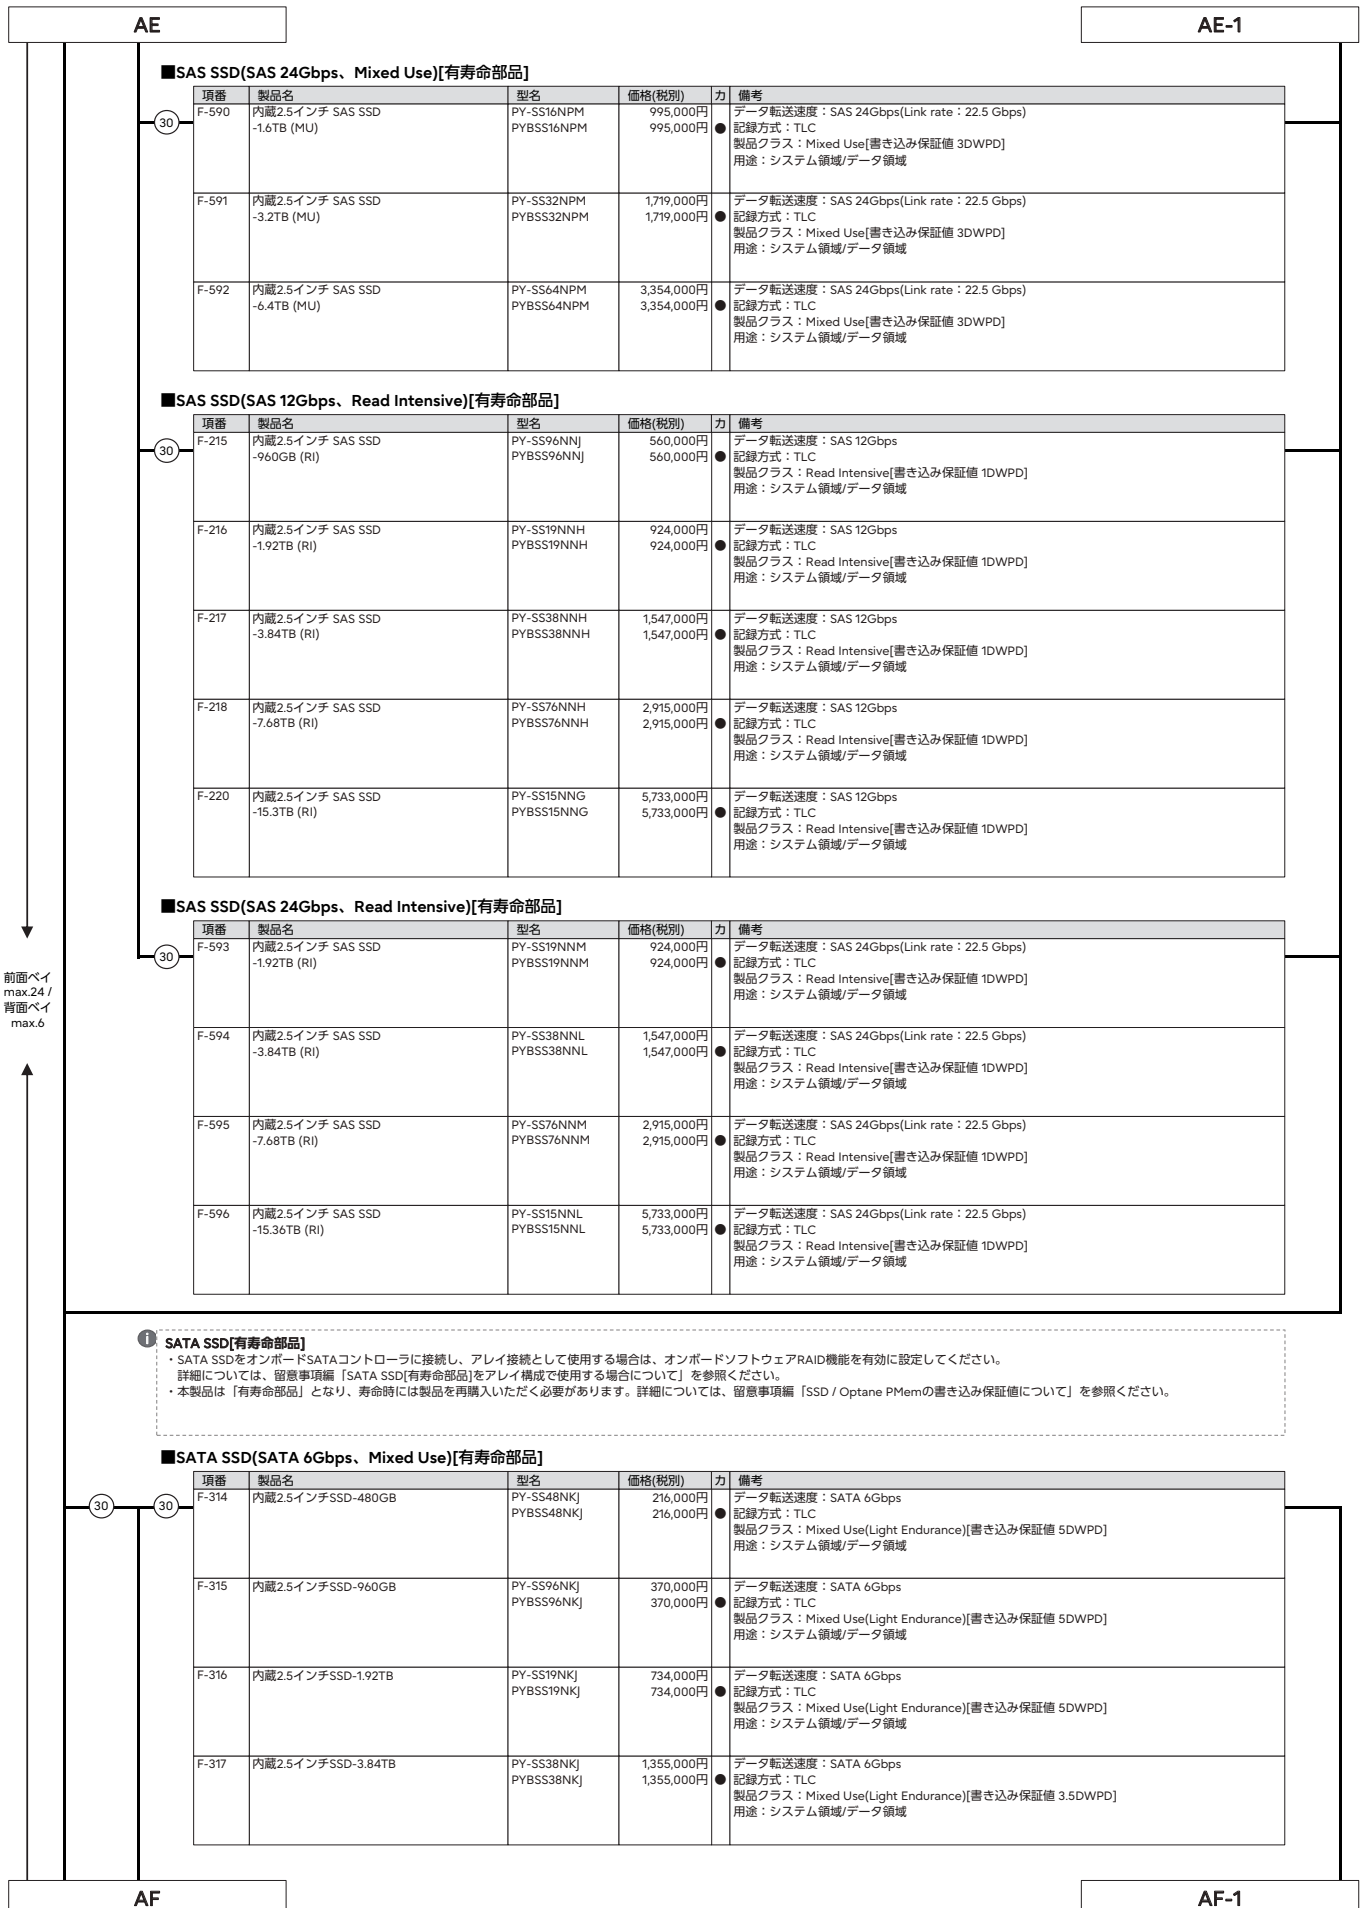 AE
AE-1
■SAS SSD(SAS 24Gbps、Mixed Use)[有寿命部品]
項番 製品名 型名 価格(税別) カ 備考
30
F-590 内蔵2.5インチ SAS SSD PY-SS16NPM 995,000円 データ転送速度：SAS 24Gbps(Link rate：22.5 Gbps)
-1.6TB (MU) PYBSS16NPM 995,000円 ● 記録方式：TLC
製品クラス：Mixed Use[書き込み保証値 3DWPD]
用途：システム領域/データ領域
F-591 内蔵2.5インチ SAS SSD PY-SS32NPM 1,719,000円 データ転送速度：SAS 24Gbps(Link rate：22.5 Gbps)
-3.2TB (MU) PYBSS32NPM 1,719,000円 ● 記録方式：TLC
製品クラス：Mixed Use[書き込み保証値 3DWPD]
用途：システム領域/データ領域
F-592 内蔵2.5インチ SAS SSD PY-SS64NPM 3,354,000円 データ転送速度：SAS 24Gbps(Link rate：22.5 Gbps)
-6.4TB (MU) PYBSS64NPM 3,354,000円 ● 記録方式：TLC
製品クラス：Mixed Use[書き込み保証値 3DWPD]
用途：システム領域/データ領域
■SAS SSD(SAS 12Gbps、Read Intensive)[有寿命部品]
項番 製品名 型名 価格(税別) カ 備考
30
F-215 内蔵2.5インチ SAS SSD PY-SS96NNJ 560,000円 データ転送速度：SAS 12Gbps
-960GB (RI) PYBSS96NNJ 560,000円 ● 記録方式：TLC
製品クラス：Read Intensive[書き込み保証値 1DWPD]
用途：システム領域/データ領域
F-216 内蔵2.5インチ SAS SSD PY-SS19NNH 924,000円 データ転送速度：SAS 12Gbps
-1.92TB (RI) PYBSS19NNH 924,000円 ● 記録方式：TLC
製品クラス：Read Intensive[書き込み保証値 1DWPD]
用途：システム領域/データ領域
F-217 内蔵2.5インチ SAS SSD PY-SS38NNH 1,547,000円 データ転送速度：SAS 12Gbps
-3.84TB (RI) PYBSS38NNH 1,547,000円 ● 記録方式：TLC
製品クラス：Read Intensive[書き込み保証値 1DWPD]
用途：システム領域/データ領域
F-218 内蔵2.5インチ SAS SSD PY-SS76NNH 2,915,000円 データ転送速度：SAS 12Gbps
-7.68TB (RI) PYBSS76NNH 2,915,000円 ● 記録方式：TLC
製品クラス：Read Intensive[書き込み保証値 1DWPD]
用途：システム領域/データ領域
F-220 内蔵2.5インチ SAS SSD PY-SS15NNG 5,733,000円 データ転送速度：SAS 12Gbps
-15.3TB (RI) PYBSS15NNG 5,733,000円 ● 記録方式：TLC
製品クラス：Read Intensive[書き込み保証値 1DWPD]
用途：システム領域/データ領域
■SAS SSD(SAS 24Gbps、Read Intensive)[有寿命部品]
項番 製品名 型名 価格(税別) カ 備考
30
F-593 内蔵2.5インチ SAS SSD PY-SS19NNM 924,000円 データ転送速度：SAS 24Gbps(Link rate：22.5 Gbps)
-1.92TB (RI) PYBSS19NNM 924,000円 ● 記録方式：TLC
製品クラス：Read Intensive[書き込み保証値 1DWPD]
用途：システム領域/データ領域
前面ベイ
max.24 /
背面ベイ
max.6
F-594 内蔵2.5インチ SAS SSD PY-SS38NNL 1,547,000円 データ転送速度：SAS 24Gbps(Link rate：22.5 Gbps)
-3.84TB (RI) PYBSS38NNL 1,547,000円 ● 記録方式：TLC
製品クラス：Read Intensive[書き込み保証値 1DWPD]
用途：システム領域/データ領域
F-595 内蔵2.5インチ SAS SSD PY-SS76NNM 2,915,000円 データ転送速度：SAS 24Gbps(Link rate：22.5 Gbps)
-7.68TB (RI) PYBSS76NNM 2,915,000円 ● 記録方式：TLC
製品クラス：Read Intensive[書き込み保証値 1DWPD]
用途：システム領域/データ領域
F-596 内蔵2.5インチ SAS SSD PY-SS15NNL 5,733,000円 データ転送速度：SAS 24Gbps(Link rate：22.5 Gbps)
-15.36TB (RI) PYBSS15NNL 5,733,000円 ● 記録方式：TLC
製品クラス：Read Intensive[書き込み保証値 1DWPD]
用途：システム領域/データ領域
i SATA SSD[有寿命部品]
・SATA SSDをオンボードSATAコントローラに接続し、アレイ接続として使用する場合は、オンボードソフトウェアRAID機能を有効に設定してください。
詳細については、留意事項編「SATA SSD[有寿命部品]をアレイ構成で使用する場合について」を参照ください。
・本製品は「有寿命部品」となり、寿命時には製品を再購入いただく必要があります。詳細については、留意事項編「SSD / Optane PMemの書き込み保証値について」を参照ください。
■SATA SSD(SATA 6Gbps、Mixed Use)[有寿命部品]
項番 製品名 型名 価格(税別) カ 備考
30 30
F-314 内蔵2.5インチSSD-480GB PY-SS48NKJ 216,000円 データ転送速度：SATA 6Gbps
PYBSS48NKJ 216,000円 ● 記録方式：TLC
製品クラス：Mixed Use(Light Endurance)[書き込み保証値 5DWPD]
用途：システム領域/データ領域
F-315 内蔵2.5インチSSD-960GB PY-SS96NKJ 370,000円 データ転送速度：SATA 6Gbps
PYBSS96NKJ 370,000円 ● 記録方式：TLC
製品クラス：Mixed Use(Light Endurance)[書き込み保証値 5DWPD]
用途：システム領域/データ領域
F-316 内蔵2.5インチSSD-1.92TB PY-SS19NKJ 734,000円 データ転送速度：SATA 6Gbps
PYBSS19NKJ 734,000円 ● 記録方式：TLC
製品クラス：Mixed Use(Light Endurance)[書き込み保証値 5DWPD]
用途：システム領域/データ領域
F-317 内蔵2.5インチSSD-3.84TB PY-SS38NKJ 1,355,000円 データ転送速度：SATA 6Gbps
PYBSS38NKJ 1,355,000円 ● 記録方式：TLC
製品クラス：Mixed Use(Light Endurance)[書き込み保証値 3.5DWPD]
用途：システム領域/データ領域
AF
AF-1